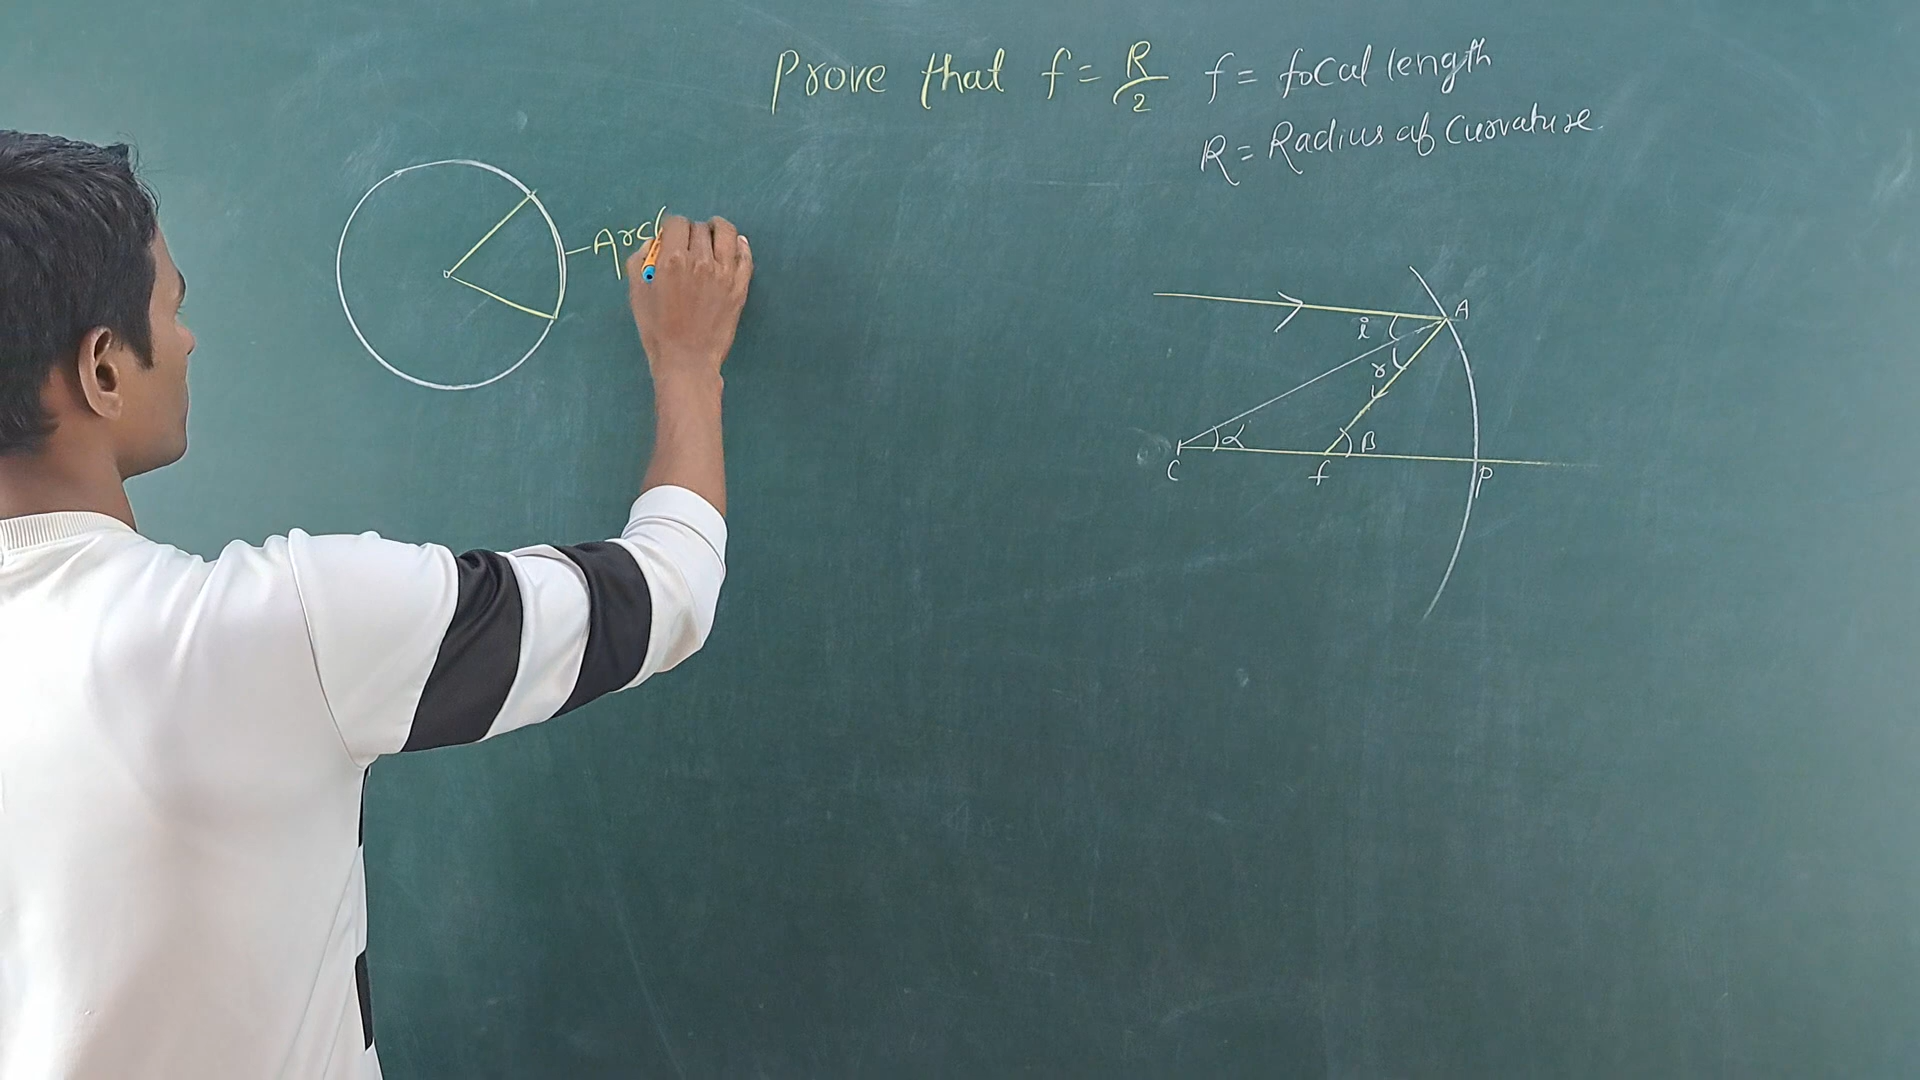 Prove that f = R/2 f = focal length
R = Radius of Curvature.
Arc(
A
i
r
α
β
C
f
P